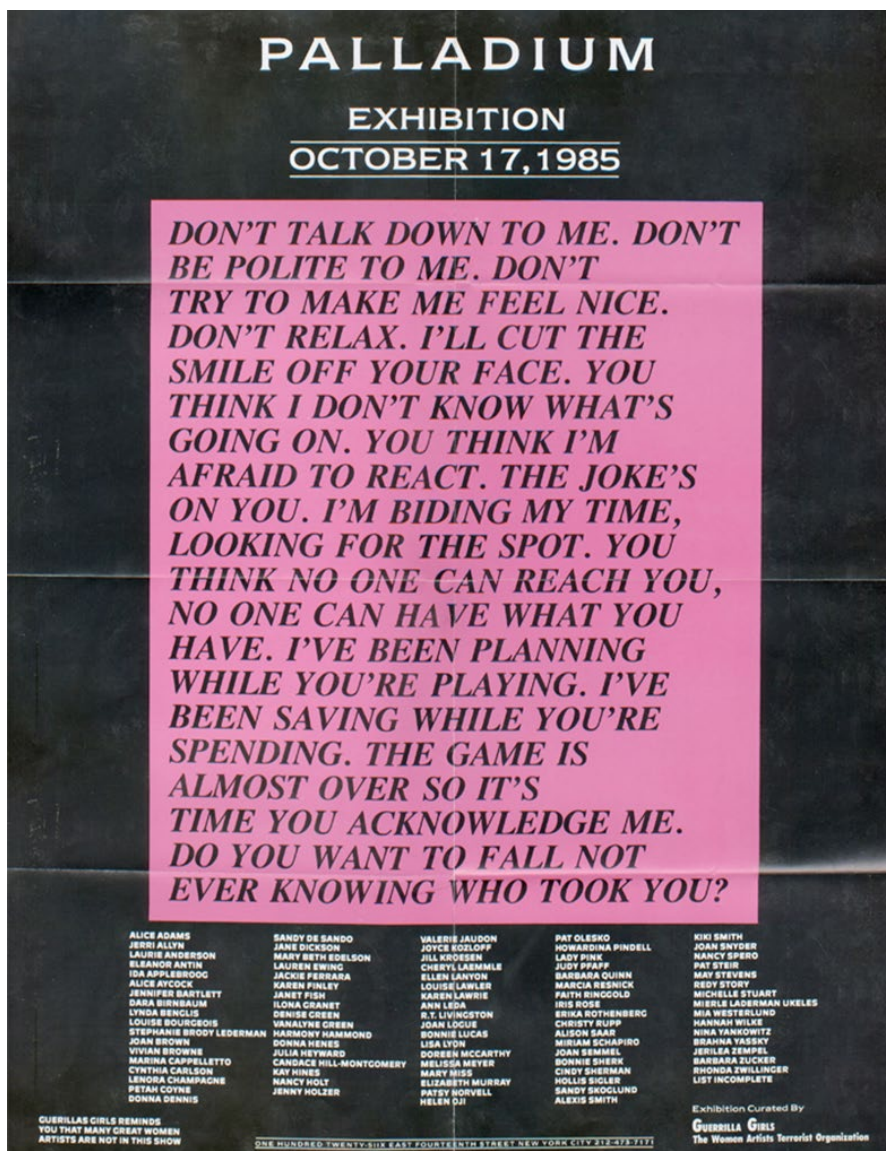 PALLADIUM
EXHIBITION
OCTOBER 17, 1985
DON'T TALK DOWN TO ME. DON'T
BE POLITE TO ME. DON'T
TRY TO MAKE ME FEEL NICE.
DON'T RELAX. I'LL CUT THE
SMILE OFF YOUR FACE. YOU
THINK I DON'T KNOW WHAT'S
GOING ON. YOU THINK I'M
AFRAID TO REACT. THE JOKE'S
ON YOU. I'M BIDING MY TIME,
LOOKING FOR THE SPOT. YOU
THINK NO ONE CAN REACH YOU,
NO ONE CAN HAVE WHAT YOU
HAVE. I'VE BEEN PLANNING
WHILE YOU'RE PLAYING. I'VE
BEEN SAVING WHILE YOU'RE
SPENDING. THE GAME IS
ALMOST OVER SO IT'S
TIME YOU ACKNOWLEDGE ME.
DO YOU WANT TO FALL NOT
EVER KNOWING WHO TOOK YOU?
ALICE ADAMS
JERRI ALLYN
LAURIE ANDERSON
ELEANOR ANTIN
IDA APPLEBROOG
ALICE AYCOCK
JENNIFER BARTLETT
DARA BIRNBAUM
LYNDA BENGLIS
LOUISE BOURGEOIS
STEPHANIE BRODY LEDERMAN
JOAN BROWN
VIVIAN BROWNE
MARINA CAPPELLETTO
CYNTHIA CARLSON
LENORA CHAMPAGNE
PETAH COYNE
DONNA DENNIS
SANDY DE SANDO
JANE DICKSON
MARY BETH EDELSON
LAUREN EWING
JACKIE FERRARA
KAREN FINLEY
JANET FISH
ILONA GRANET
DENISE GREEN
VANALYNE GREEN
HARMONY HAMMOND
DONNA HENES
JULIA HEYWARD
CANDACE HILL-MONTGOMERY
KAY HINES
NANCY HOLT
JENNY HOLZER
VALERIE JAUDON
JOYCE KOZLOFF
JILL KROESEN
CHERYL LAEMMLE
ELLEN LANYON
LOUISE LAWLER
KAREN LAWRIE
ANN LEDA
R.T. LIVINGSTON
JOAN LOGUE
BONNIE LUCAS
LISA LYON
DOREEN MCCARTHY
MELISSA MEYER
MARY MISS
ELIZABETH MURRAY
PATSY NORVELL
HELEN OJI
PAT OLESKO
HOWARDINA PINDELL
LADY PINK
JUDY PFAFF
BARBARA QUINN
MARCIA RESNICK
FAITH RINGGOLD
IRIS ROSE
ERIKA ROTHENBERG
CHRISTY RUPP
ALISON SAAR
MIRIAM SCHAPIRO
JOAN SEMMEL
BONNIE SHERK
CINDY SHERMAN
HOLLIS SIGLER
SANDY SKOGLUND
ALEXIS SMITH
KIKI SMITH
JOAN SNYDER
NANCY SPERO
PAT STEIR
MAY STEVENS
REDY STORY
MICHELLE STUART
MIERLE LADERMAN UKELES
MIA WESTERLUND
HANNAH WILKE
NINA YANKOWITZ
BRAHNA YASSKY
JERILEA ZEMPEL
BARBARA ZUCKER
RHONDA ZWILLINGER
LIST INCOMPLETE
GUERILLAS GIRLS REMINDS
YOU THAT MANY GREAT WOMEN
ARTISTS ARE NOT IN THIS SHOW
ONE HUNDRED TWENTY-SIIX EAST FOURTEENTH STREET NEW YORK CITY 212-473-7171
Exhibition Curated By
GUERRILLA GIRLS
The Women Artists Terrorist Organization